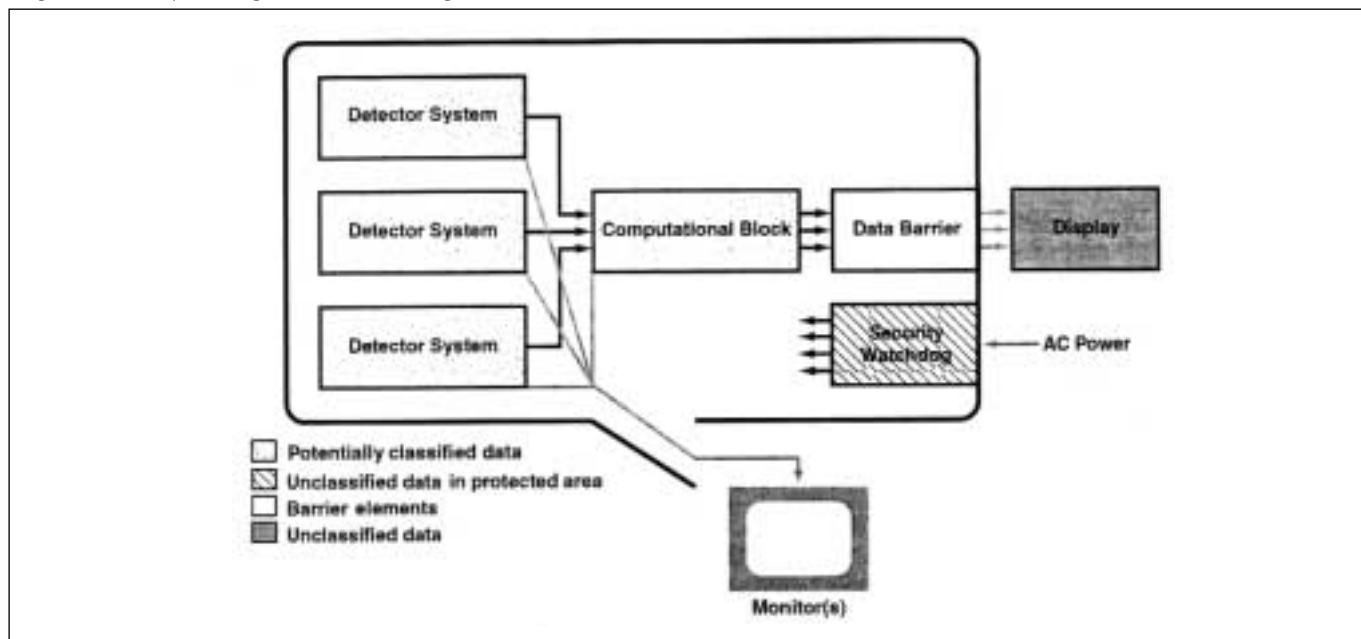 Detector System
Detector System
Computational Block
Data Barrier
Display
Detector System
Security
Watchdog
AC Power
Potentially classified data
Unclassified data in protected area
Barrier elements
Unclassified data
Monitor(s)